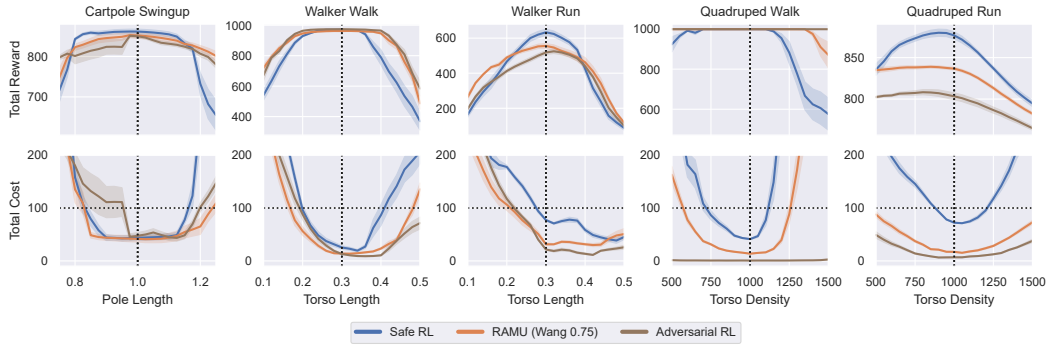 Cartpole Swingup
Walker Walk
Walker Run
Quadruped Walk
Quadruped Run
Total Reward
800
700
1000
800
600
400
600
400
200
1000
800
600
850
800
Total Cost
200
100
0
200
100
0
200
100
0
200
100
0
200
100
0
0.8 1.0 1.2
0.1 0.2 0.3 0.4 0.5
0.1 0.2 0.3 0.4 0.5
500 750 1000 1250 1500
500 750 1000 1250 1500
Pole Length
Torso Length
Torso Length
Torso Density
Torso Density
Safe RL
RAMU (Wang 0.75)
Adversarial RL